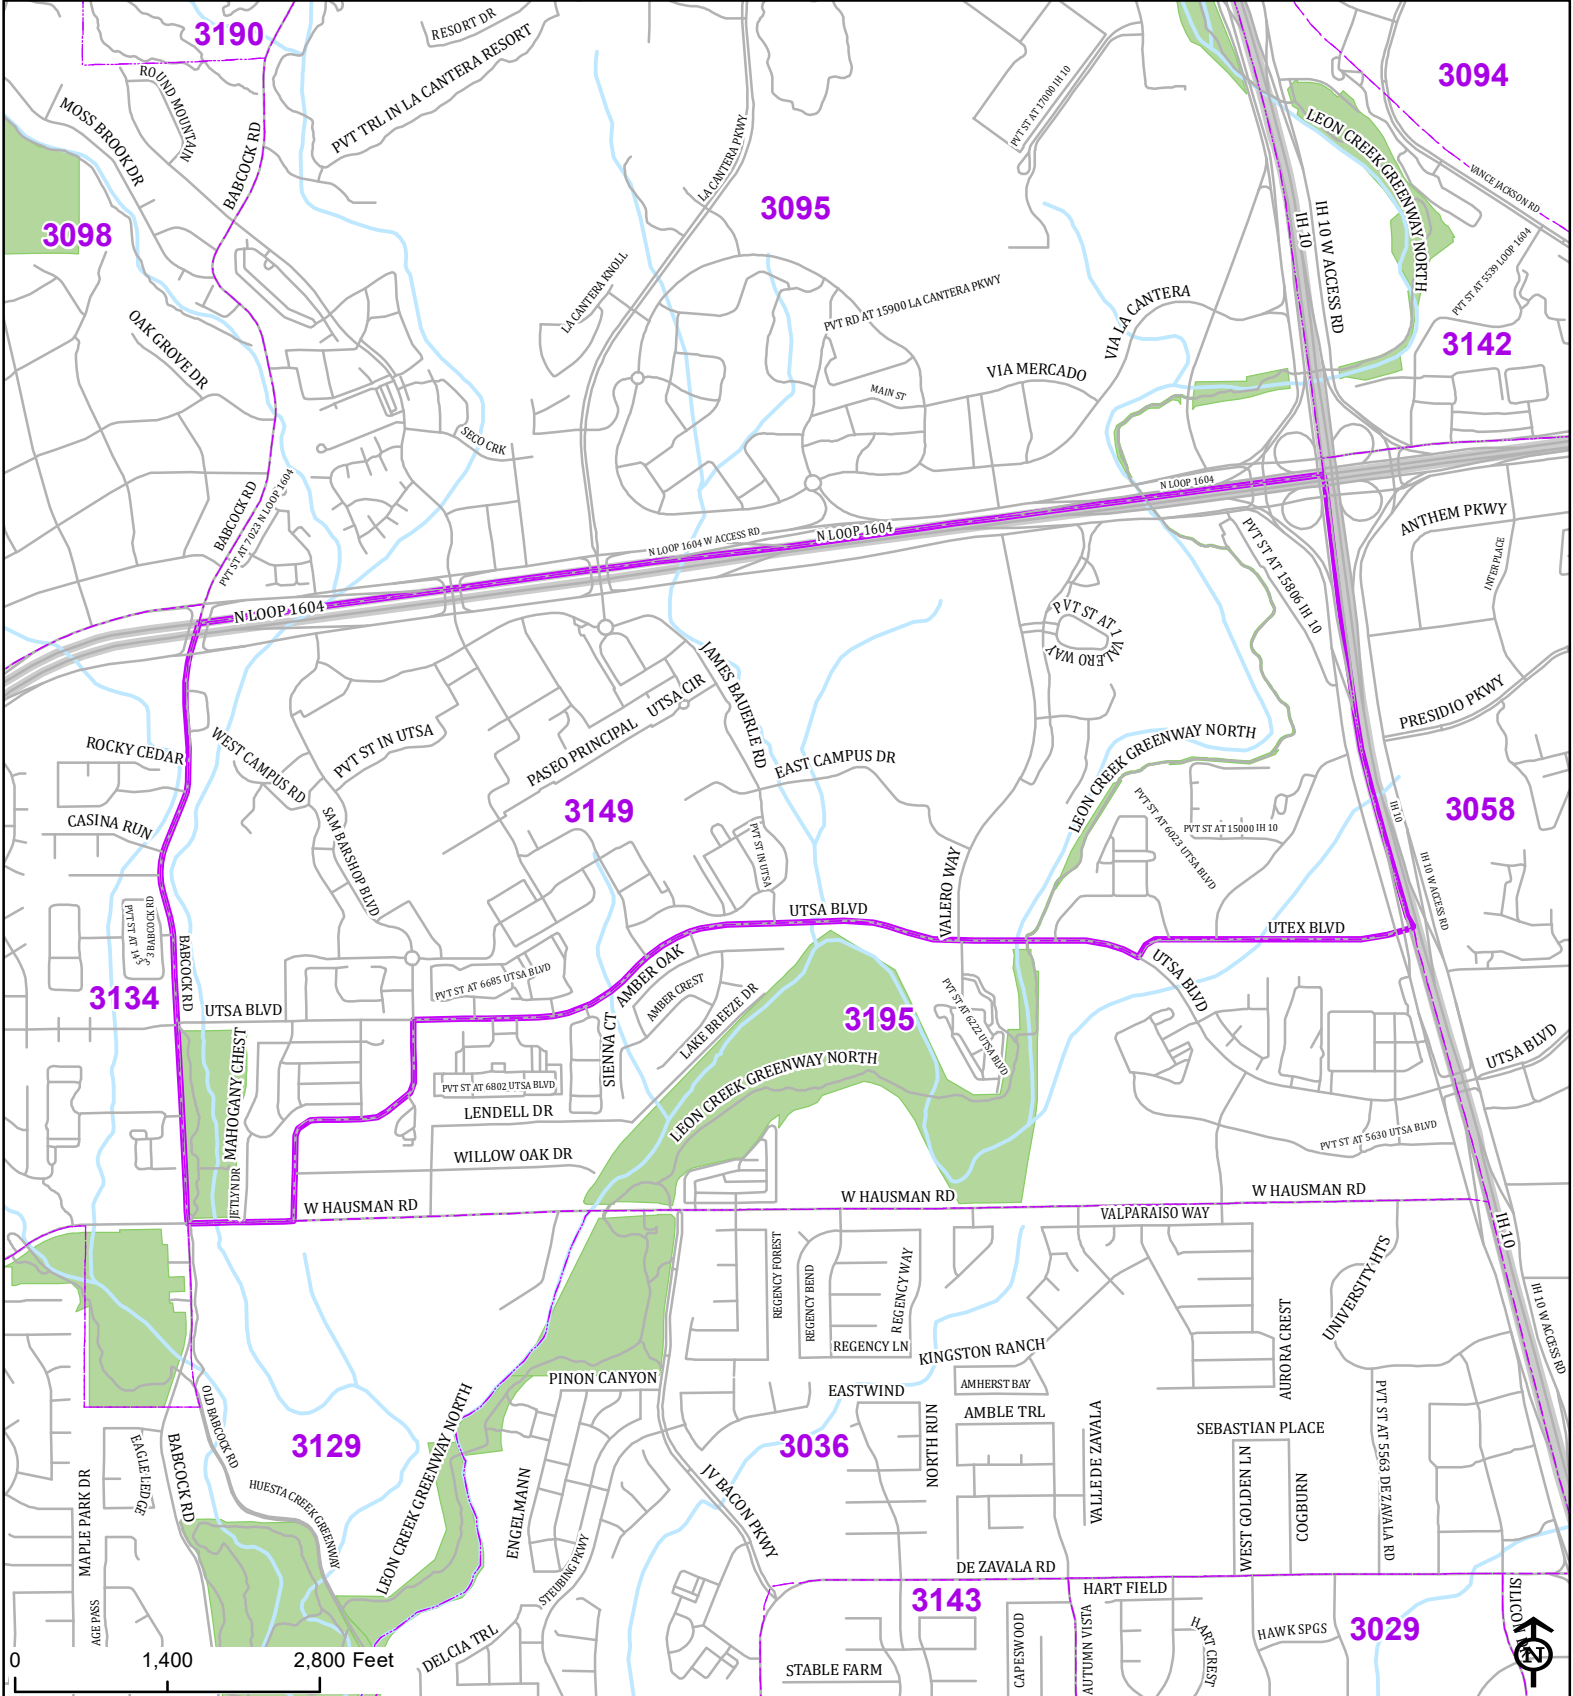 3190
RESORT DR
PVT TRL IN LA CANTERA RESORT
ROUND MOUNTAIN
MOSS BROOK DR
BABCOCK RD
PVT ST AT 17000 IH 10
3094
LEON CREEK GREENWAY NORTH
VANCE JACKSON RD
LA CANTERA PKWY
3095
3098
IH 10
IH 10 W ACCESS RD
PVT ST AT 5539 LOOP 1604
LA CANTERA KNOLL
PVT RD AT 15900 LA CANTERA PKWY
VIA LA CANTERA
OAK GROVE DR
3142
VIA MERCADO
MAIN ST
SECO CRK
BABCOCK RD
PVT ST AT 7023 N LOOP 1604
N LOOP 1604
N LOOP 1604 W ACCESS RD
N LOOP 1604
N LOOP 1604
ANTHEM PKWY
PVT ST AT 15806 IH 10
INTER PLACE
PVT ST AT 1 VALERO WAY
JAMES BAUERLE RD
UTSA CIR
PASEO PRINCIPAL
PVT ST IN UTSA
PRESIDIO PKWY
ROCKY CEDAR
WEST CAMPUS RD
LEON CREEK GREENWAY NORTH
EAST CAMPUS DR
3149
SAM BARSHOP BLVD
CASINA RUN
PVT ST IN UTSA
PVT ST AT 6023 UTSA BLVD
PVT ST AT 15000 IH 10
IH 10
3058
IH 10 W ACCESS RD
VALERO WAY
UTSA BLVD
UTEX BLVD
PVT ST AT 1433 BABCOCK RD
BABCOCK RD
3134
UTSA BLVD
PVT ST AT 6685 UTSA BLVD
AMBER OAK
AMBER CREST
LAKE BREEZE DR
SIENNA CT
3195
PVT ST AT 6222 UTSA BLVD
UTSA BLVD
UTSA BLVD
MAHOGANY CHEST
PVT ST AT 6802 UTSA BLVD
LENDELL DR
LEON CREEK GREENWAY NORTH
PVT ST AT 5630 UTSA BLVD
WILLOW OAK DR
JETLYN DR
W HAUSMAN RD
W HAUSMAN RD
W HAUSMAN RD
VALPARAISO WAY
IH 10
REGENCY FOREST
REGENCY BEND
REGENCY WAY
REGENCY LN
UNIVERSITY HTS
AURORA CREST
IH 10 W ACCESS RD
KINGSTON RANCH
AMHERST BAY
PINON CANYON
EASTWIND
AMBLE TRL
NORTH RUN
VALLE DE ZAVALA
SEBASTIAN PLACE
WEST GOLDEN LN
COGBURN
PVT ST AT 5563 DE ZAVALA RD
OLD BABCOCK RD
BABCOCK RD
EAGLE LEDGE
MAPLE PARK DR
3129
HUESTA CREEK GREENWAY
LEON CREEK GREENWAY NORTH
ENGELMANN
STEUBING PKWY
3036
JV BACON PKWY
DE ZAVALA RD
3143
HART FIELD
AUTUMN VISTA
CAPESWOOD
HART CREST
HAWK SPGS
3029
STABLE FARM
DELCIA TRL
AGE PASS
0 1,400 2,800 Feet
N